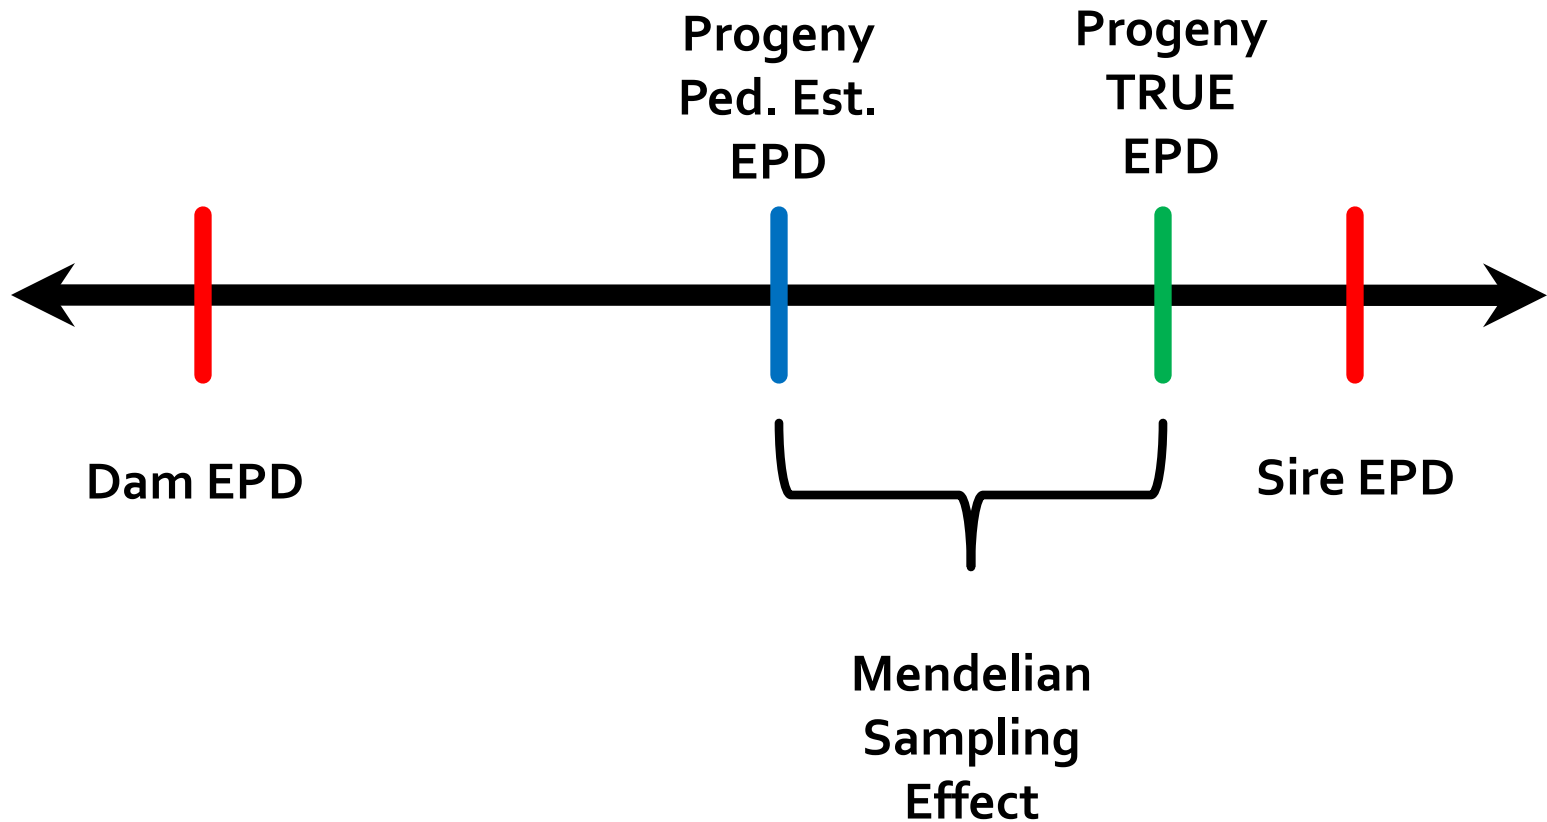 Progeny
Ped. Est.
EPD
Progeny
TRUE
EPD
Dam EPD
Sire EPD
Mendelian
Sampling
Effect